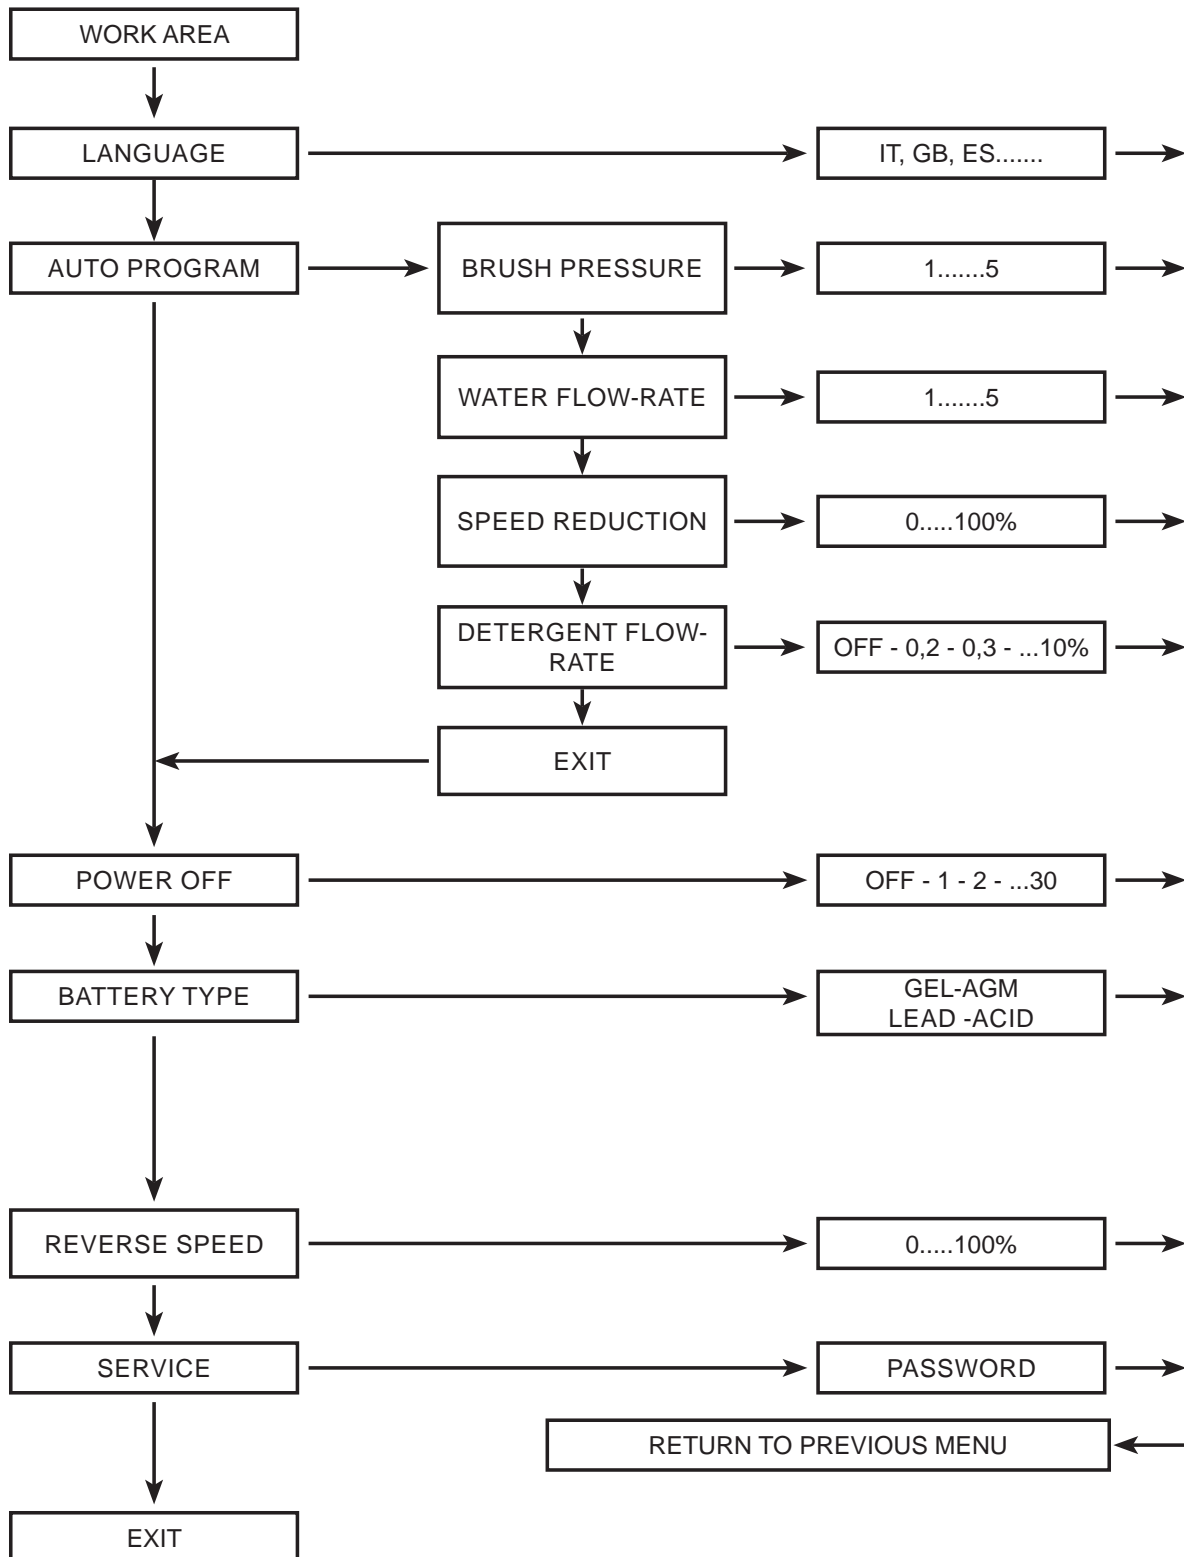 WORK AREA
LANGUAGE
IT, GB, ES.......
AUTO PROGRAM
BRUSH PRESSURE
1.......5
WATER FLOW-RATE
1.......5
SPEED REDUCTION
0.....100%
DETERGENT FLOW-
RATE
OFF - 0,2 - 0,3 - ...10%
EXIT
POWER OFF
OFF - 1 - 2 - ...30
BATTERY TYPE
GEL-AGM
LEAD -ACID
REVERSE SPEED
0.....100%
SERVICE
PASSWORD
RETURN TO PREVIOUS MENU
EXIT